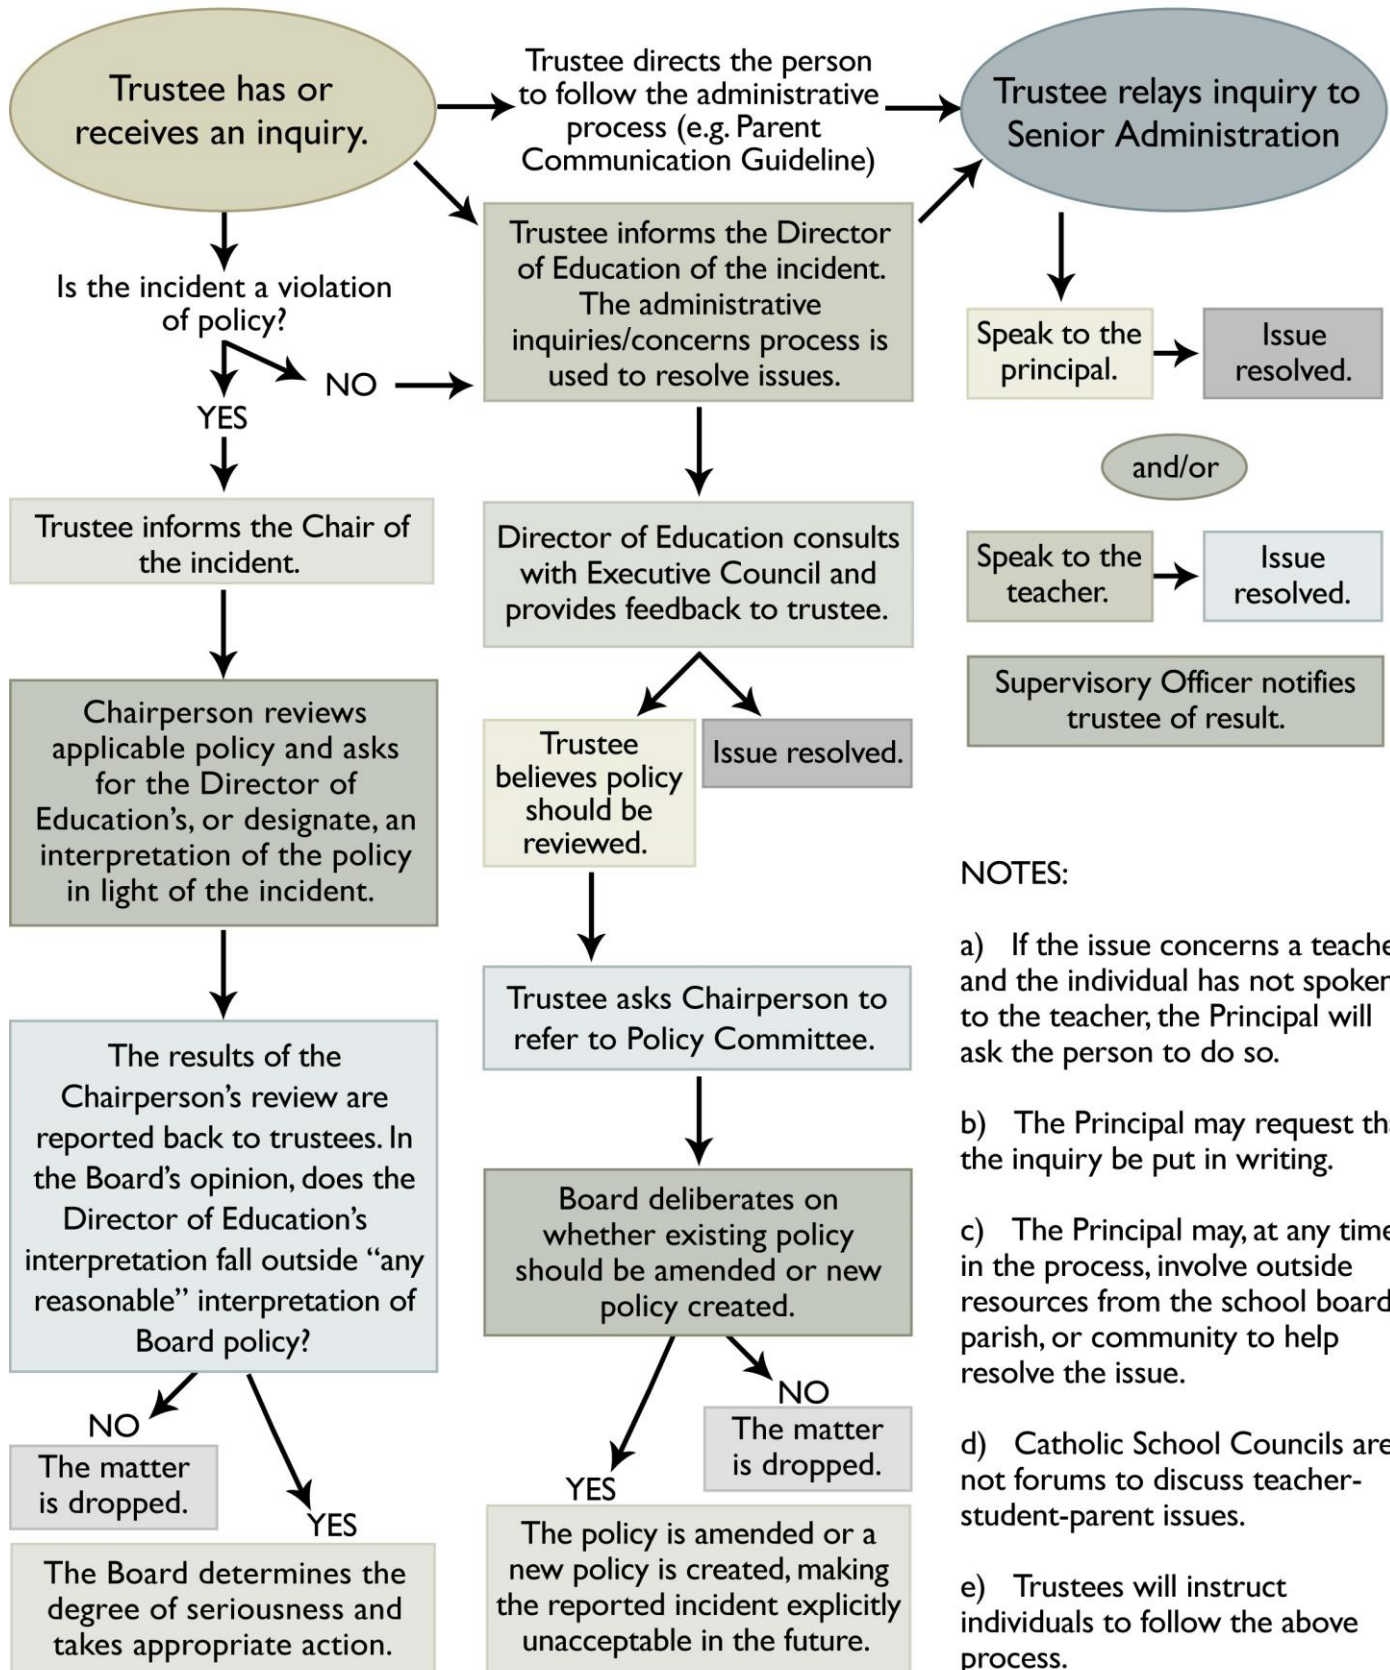 Trustee has or
receives an inquiry.
Trustee directs the person
to follow the administrative
process (e.g. Parent
Communication Guideline)
Trustee relays inquiry to
Senior Administration
Is the incident a violation
of policy?
NO
YES
Trustee informs the Director
of Education of the incident.
The administrative
inquiries/concerns process is
used to resolve issues.
Speak to the
principal.
Issue
resolved.
and/or
Speak to the
teacher.
Issue
resolved.
Supervisory Officer notifies
trustee of result.
Trustee informs the Chair of
the incident.
Chairperson reviews
applicable policy and asks
for the Director of
Education's, or designate, an
interpretation of the policy
in light of the incident.
The results of the
Chairperson's review are
reported back to trustees. In
the Board's opinion, does the
Director of Education's
interpretation fall outside “any
reasonable” interpretation of
Board policy?
NO
The matter
is dropped.
YES
The Board determines the
degree of seriousness and
takes appropriate action.
Director of Education consults
with Executive Council and
provides feedback to trustee.
Trustee
believes policy
should be
reviewed.
Issue resolved.
Trustee asks Chairperson to
refer to Policy Committee.
Board deliberates on
whether existing policy
should be amended or new
policy created.
NO
The matter
is dropped.
YES
The policy is amended or a
new policy is created, making
the reported incident explicitly
unacceptable in the future.
NOTES:
a) If the issue concerns a
and the individual has not spoken
to the teacher, the Principal will
ask the person to do so.
b) The Principal may request
the inquiry be put in writing.
c) The Principal may, at any time
in the process, involve outside
resources from the school board
parish, or community to help
resolve the issue.
d) Catholic School Councils are
not forums to discuss teacher-
student-parent issues.
e) Trustees will instruct
individuals to follow the above
process.